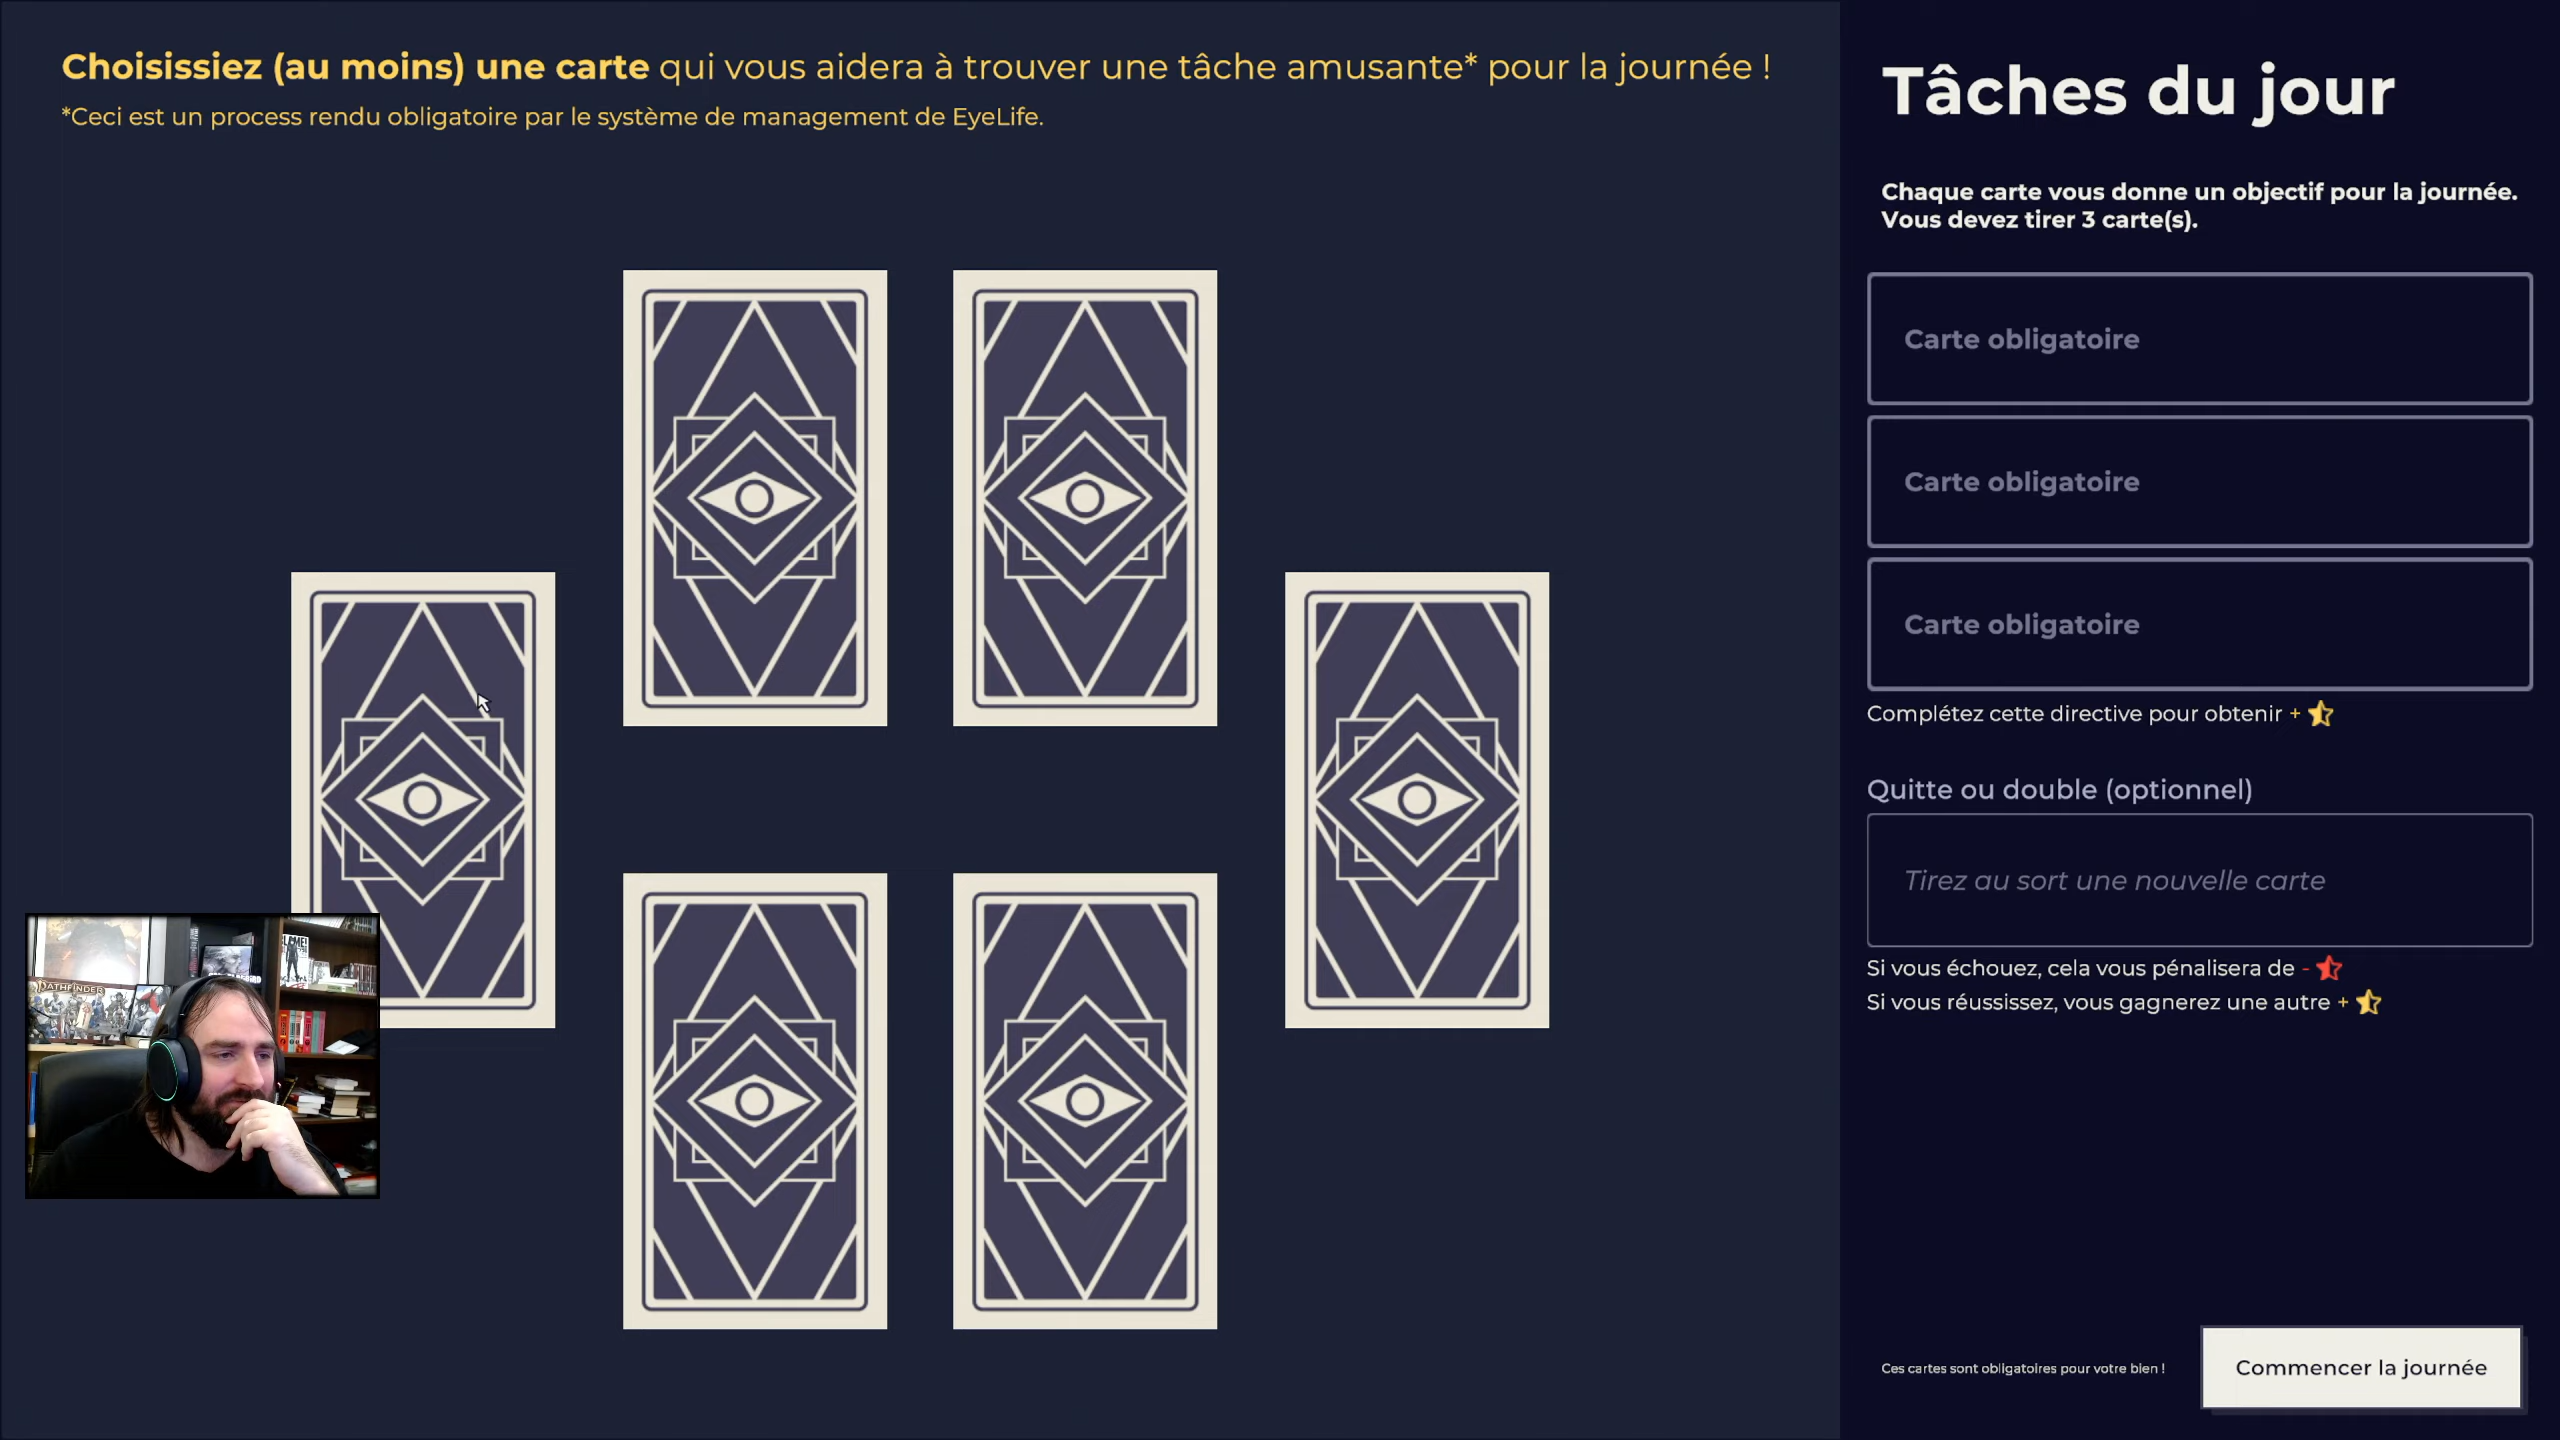 Choisissiez (au moins) une carte qui vous aidera à trouver une tâche amusante* pour la journée !
*Ceci est un process rendu obligatoire par le système de management de EyeLife.
Tâches du jour
Chaque carte vous donne un objectif pour la journée.
Vous devez tirer 3 carte(s).
Carte obligatoire
Carte obligatoire
Carte obligatoire
Complétez cette directive pour obtenir +
Quitte ou double (optionnel)
Tirez au sort une nouvelle carte
Si vous échouez, cela vous pénalisera de -
Si vous réussissez, vous gagnerez une autre +
Ces cartes sont obligatoires pour votre bien !
Commencer la journée
PATHFINDER